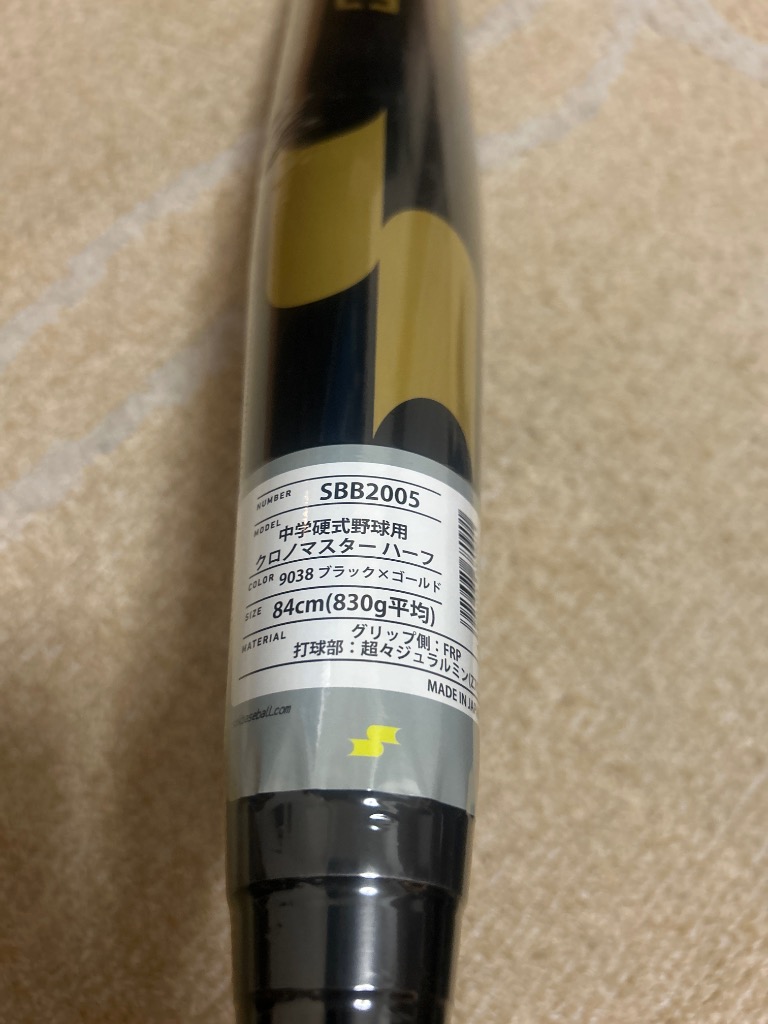 NUMBER SBB2005
MODEL 中学硬式野球用
クロノマスター ハーフ
COLOR 9038 ブラック×ゴールド
SIZE 84cm(830g平均)
MATERIAL グリップ側：FRP
打球部：超々ジュラルミン(Z
MADE IN JA
baseball.com